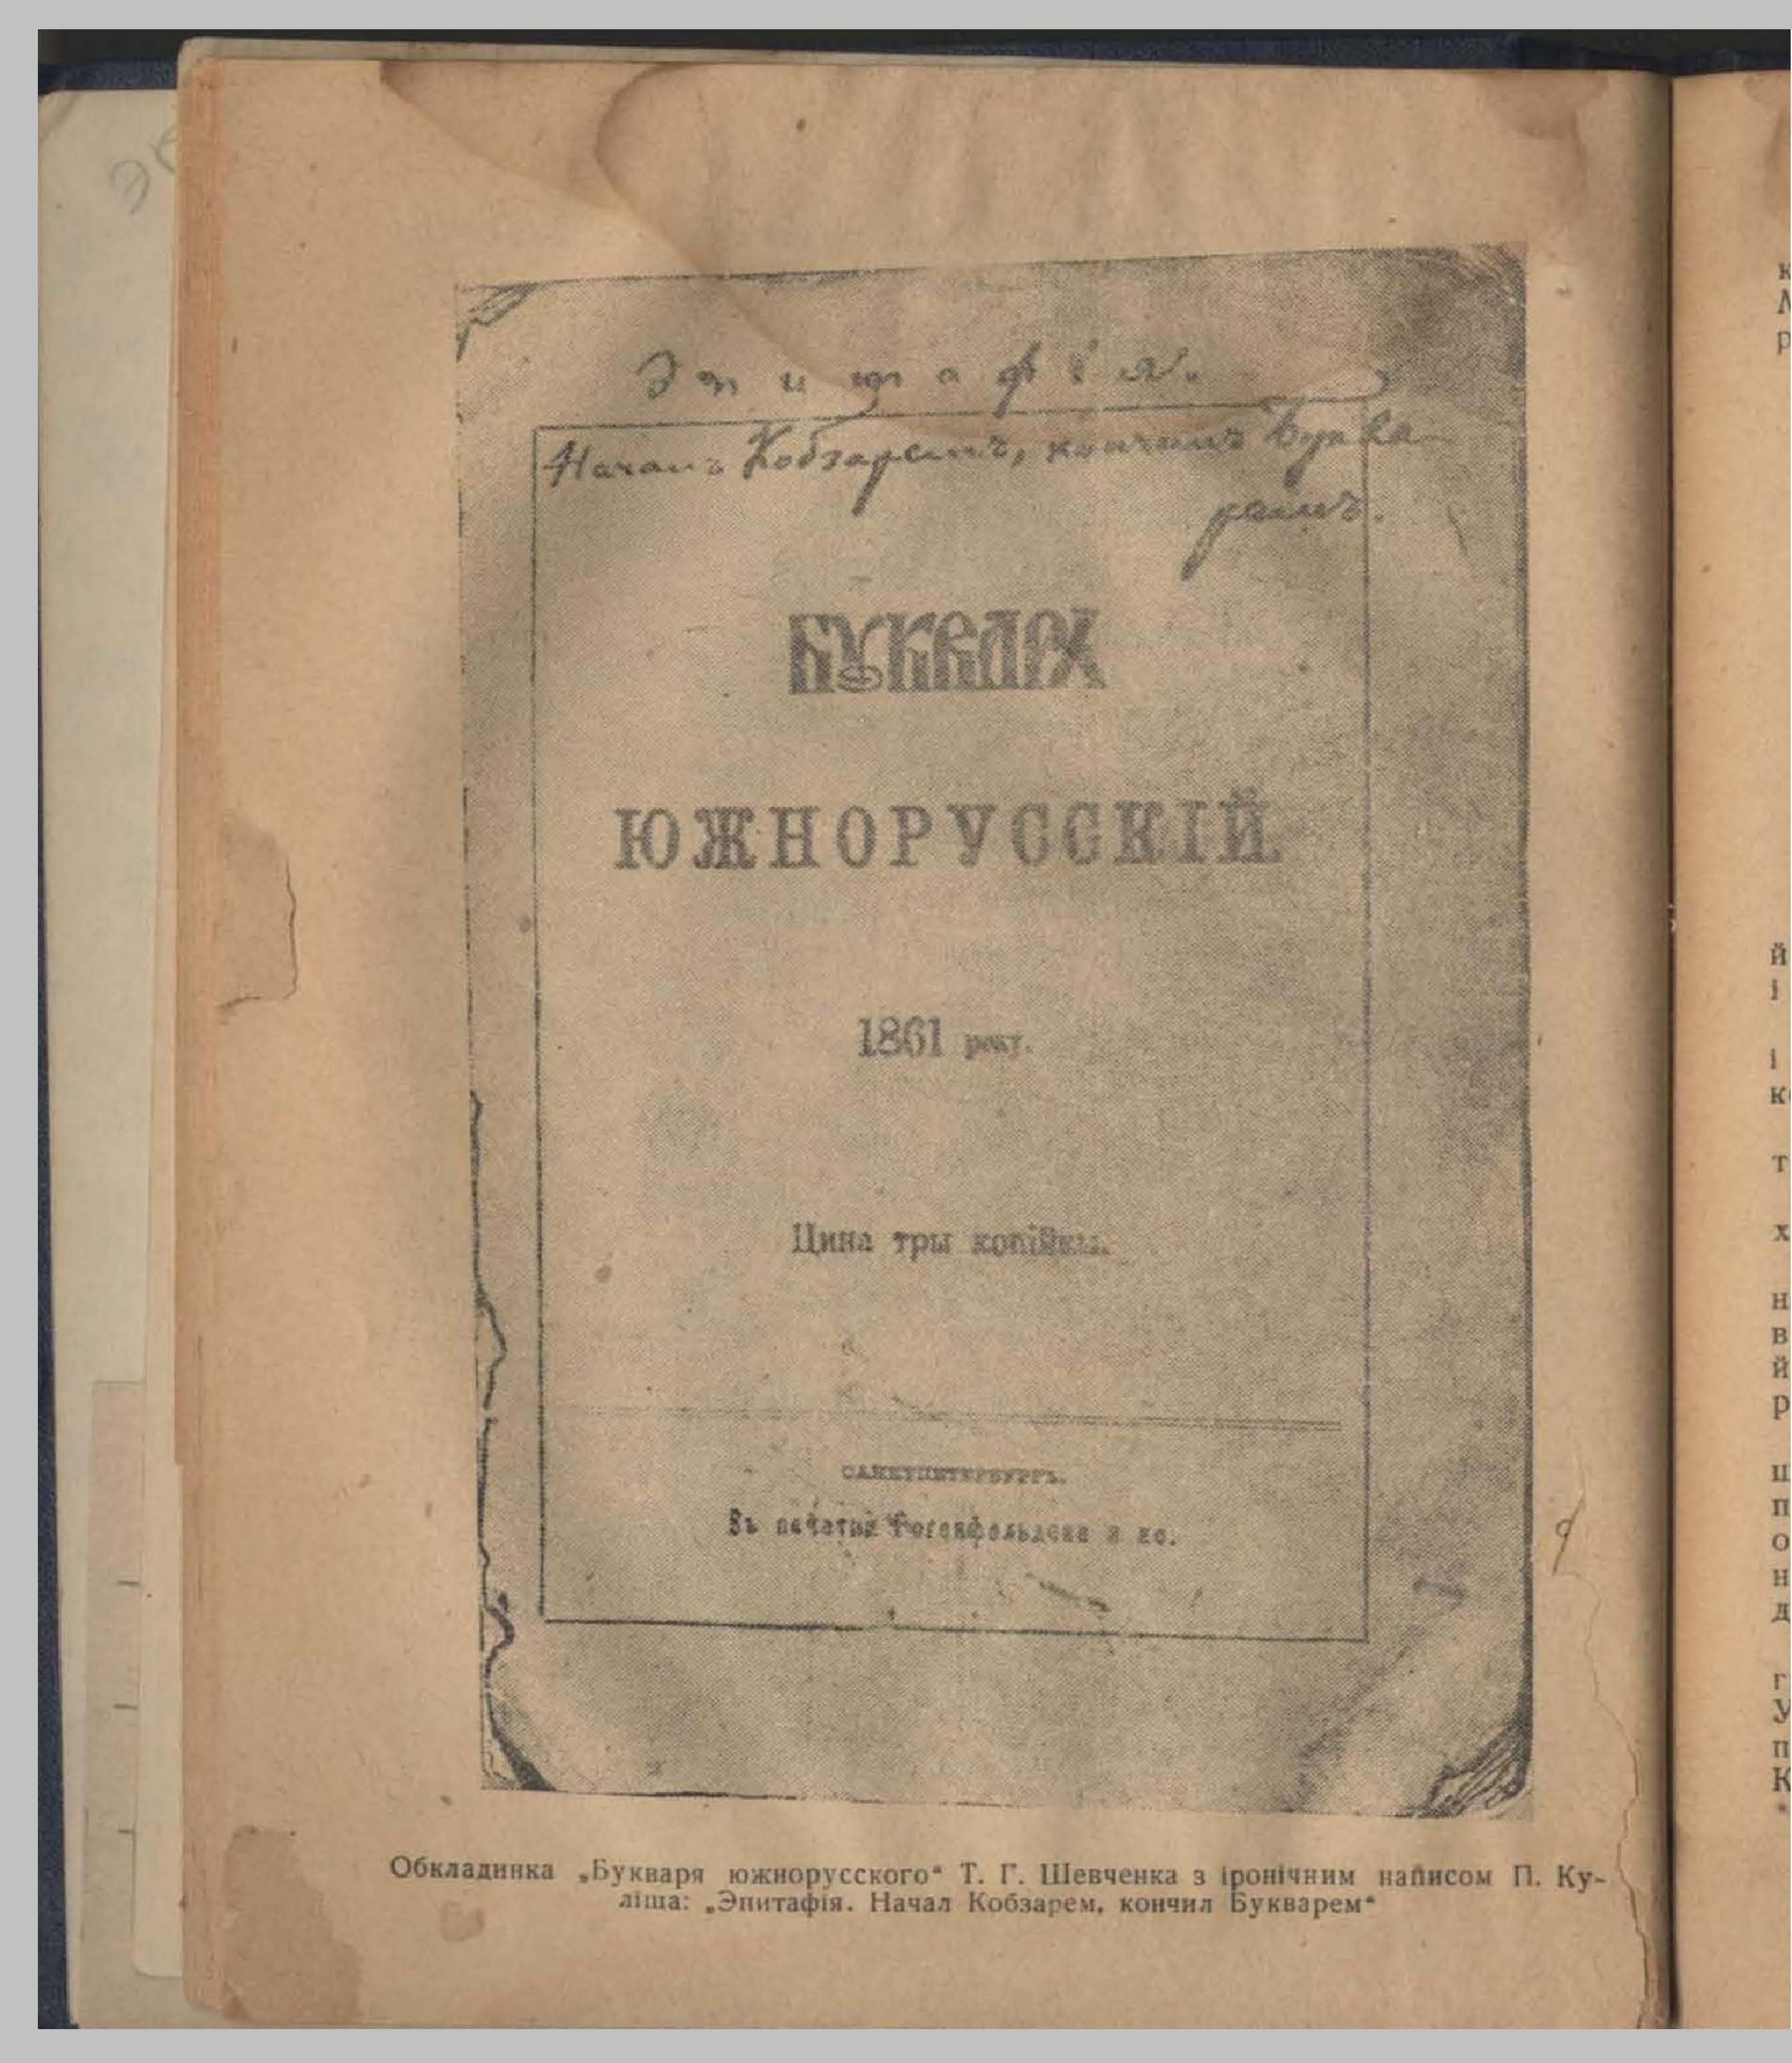 Эпитафія.
Началъ Кобзаремъ, кончилъ Буква-
ремъ.
БУКВАРЬ
ЮЖНОРУССКІЙ
1861 року.
Цина тры копійкы.
САНКТПЕТЕРБУРГЪ.
Въ печатни Гогенфельдена и ко.
Обкладинка „Букваря южнорусского“ Т. Г. Шевченка з іронічним написом П. Ку-
ліша: „Эпитафія. Начал Кобзарем, кончил Букварем“